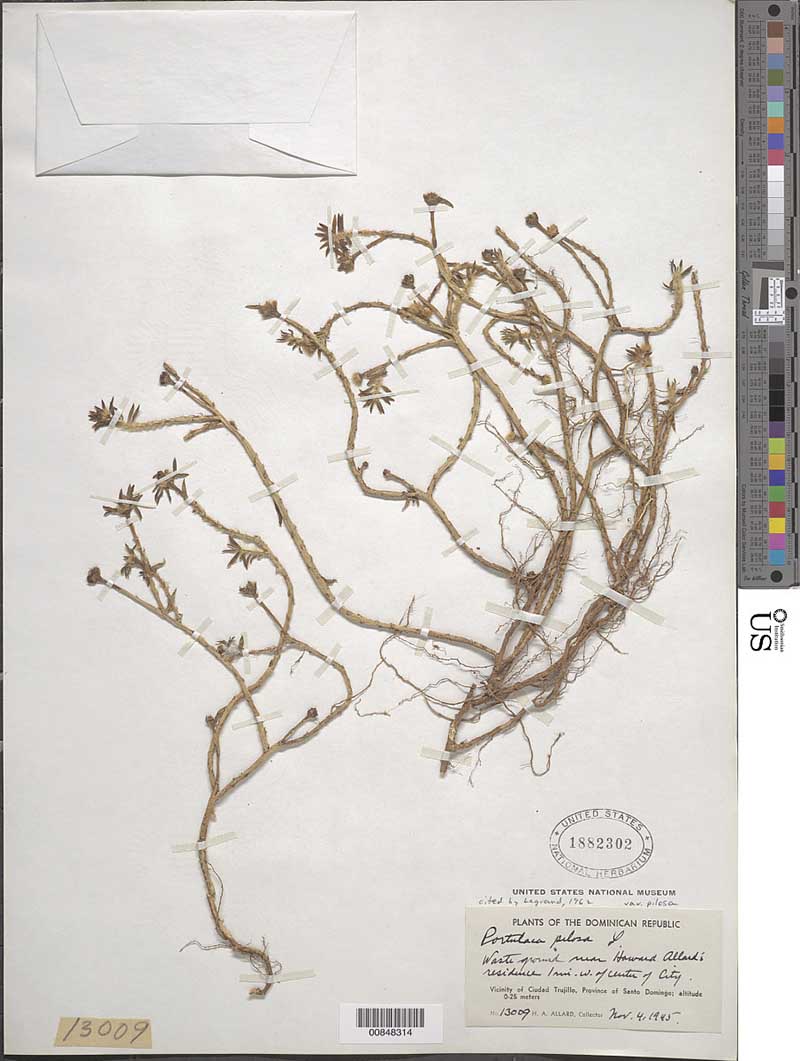 UNITED STATES
1882302
NATIONAL HERBARIUM
UNITED STATES NATIONAL MUSEUM
cited by Legrand, 1962 var. pilosa
PLANTS OF THE DOMINICAN REPUBLIC
Portulaca pilosa L
Waste ground near Howard Allard's
residence 1 mi. w. of center of City.
Vicinity of Ciudad Trujillo, Province of Santo Domingo; altitude
0-25 meters
No. 13009 H. A. ALLARD, Collector Nov. 4, 1945.
13009
00848314
Golden Thread
Smithsonian
Institution
US